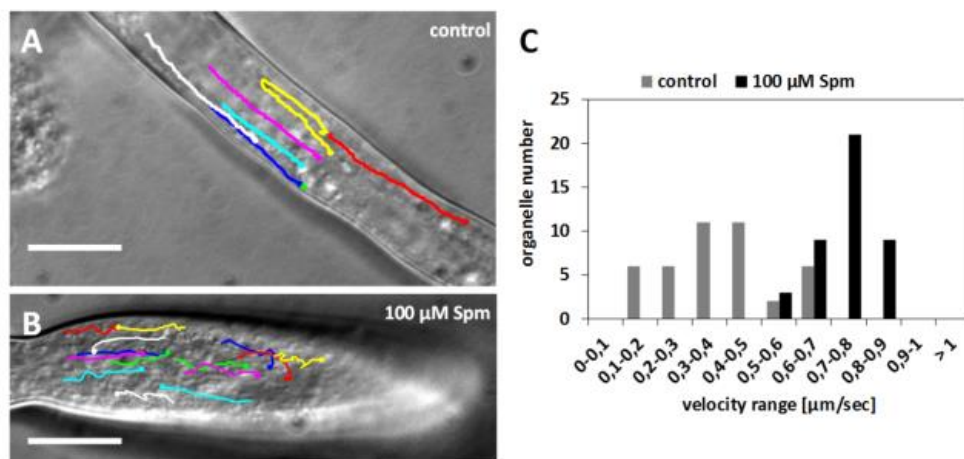 A
control
B
100 µM Spm
C
control 100 µM Spm
25
20
15
10
5
0
organelle number
0-0,1
0,1-0,2
0,2-0,3
0,3-0,4
0,4-0,5
0,5-0,6
0,6-0,7
0,7-0,8
0,8-0,9
0,9-1
> 1
velocity range [µm/sec]